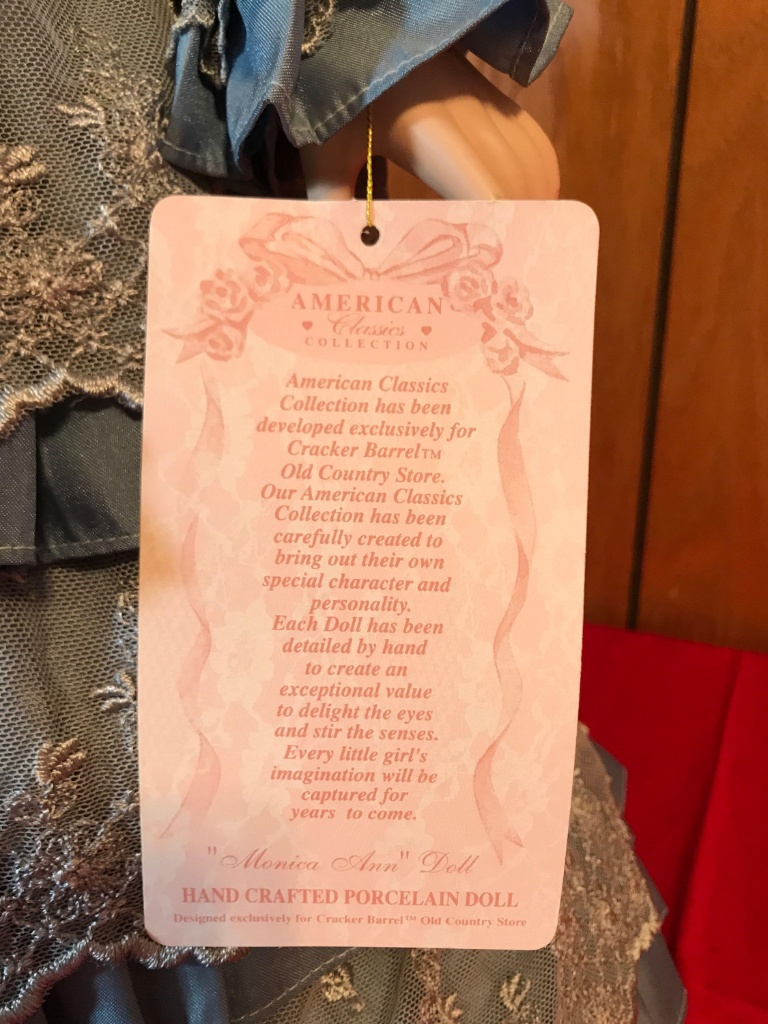 AMERICAN
Classics
COLLECTION
American Classics
Collection has been
developed exclusively for
Cracker Barrel™
Old Country Store.
Our American Classics
Collection has been
carefully created to
bring out their own
special character and
personality.
Each Doll has been
detailed by hand
to create an
exceptional value
to delight the eyes
and stir the senses.
Every little girl's
imagination will be
captured for
years to come.
"Monica Ann" Doll
HAND CRAFTED PORCELAIN DOLL
Designed exclusively for Cracker Barrel™ Old Country Store